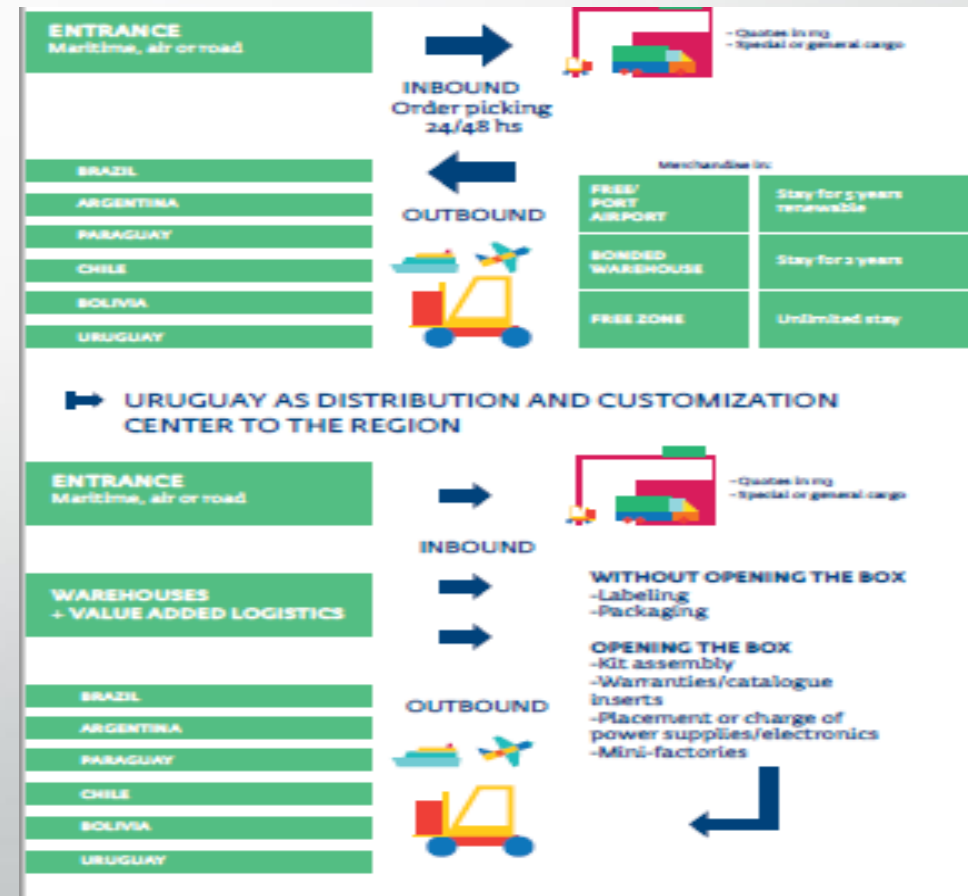 ENTRANCE
Maritime, air or road
- Quotes in m3
- Special or general cargo
INBOUND
Order picking
24/48 hs
BRAZIL
ARGENTINA
PARAGUAY
CHILE
BOLIVIA
URUGUAY
OUTBOUND
Merchandise in:
FREE/
PORT
AIRPORT
Stay for 5 years
renewable
BONDED
WAREHOUSE
Stay for 2 years
FREE ZONE
Unlimited stay
URUGUAY AS DISTRIBUTION AND CUSTOMIZATION
CENTER TO THE REGION
ENTRANCE
Maritime, air or road
- Quotes in m3
- Special or general cargo
INBOUND
WAREHOUSES
+ VALUE ADDED LOGISTICS
WITHOUT OPENING THE BOX
-Labeling
-Packaging
OPENING THE BOX
-Kit assembly
-Warranties/catalogue
inserts
-Placement or charge of
power supplies/electronics
-Mini-factories
BRAZIL
ARGENTINA
PARAGUAY
CHILE
BOLIVIA
URUGUAY
OUTBOUND